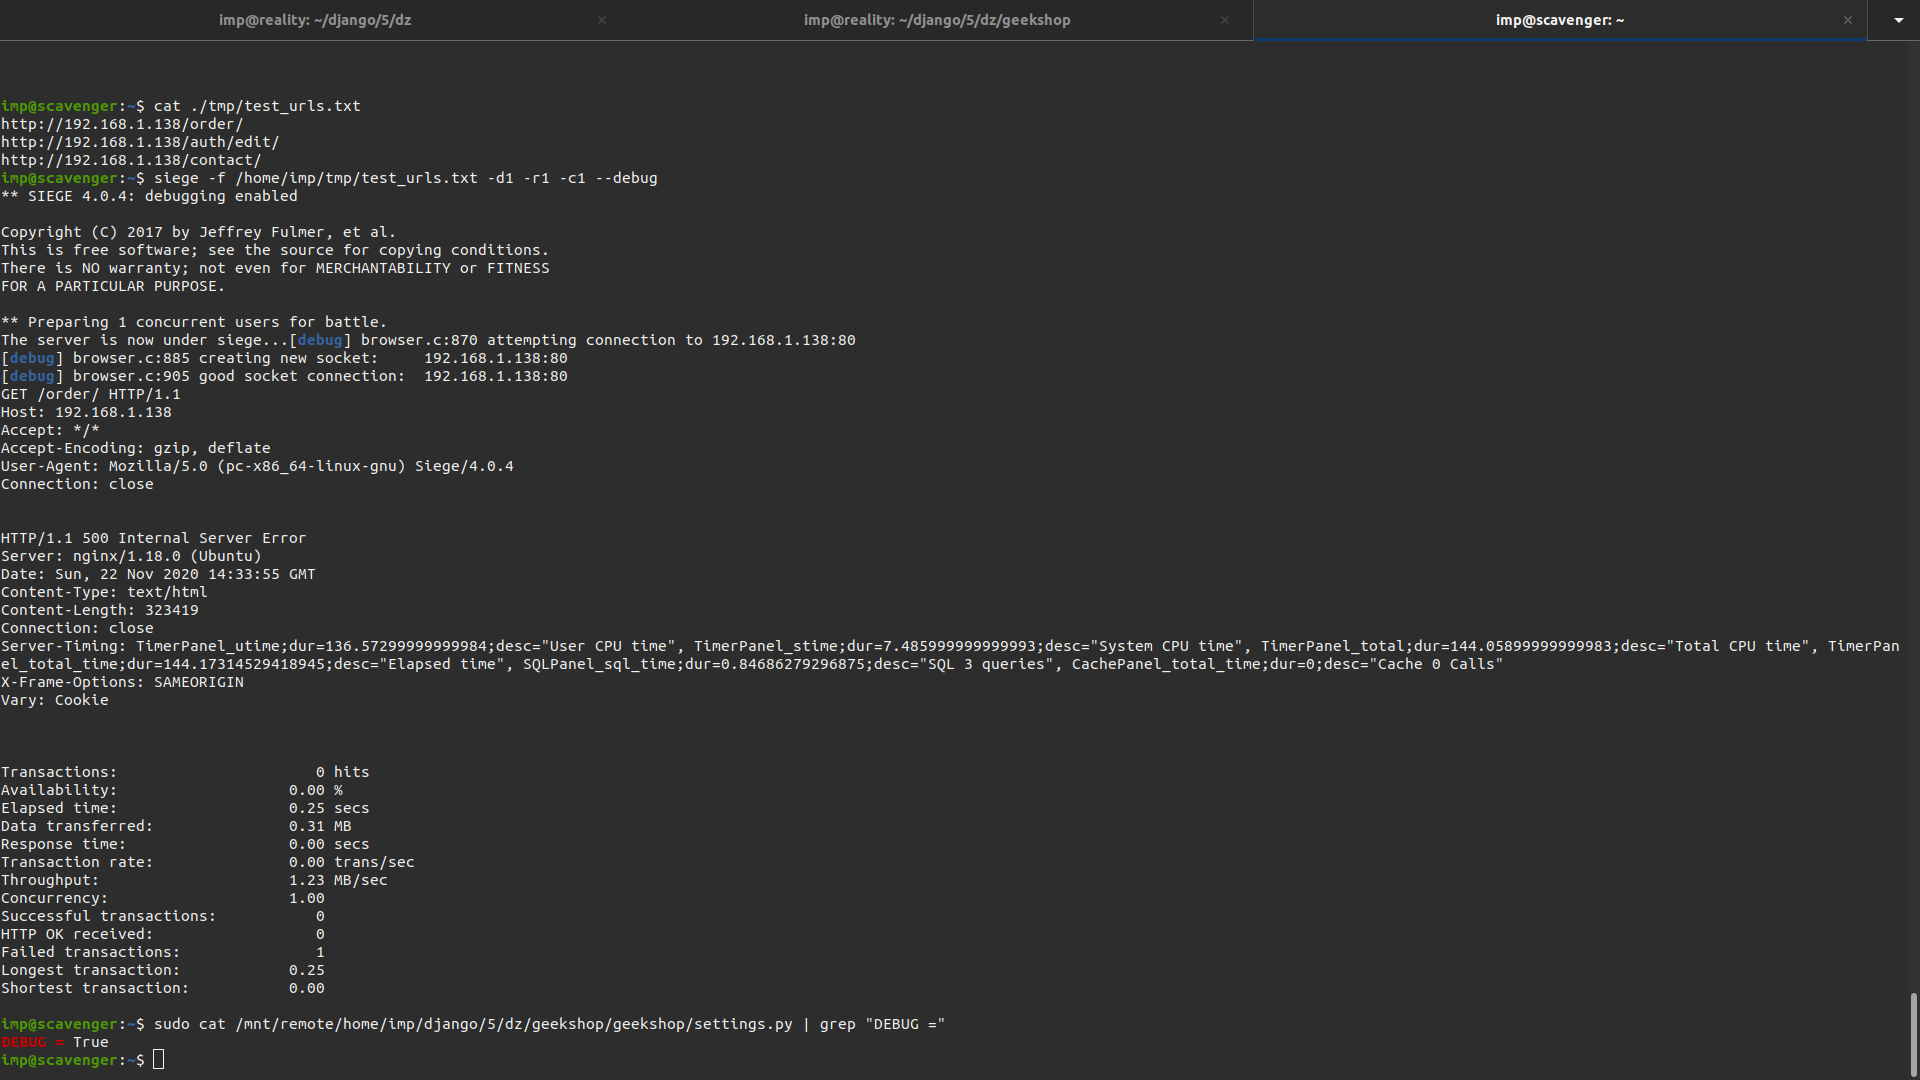 imp@reality: ~/django/5/dz
imp@reality: ~/django/5/dz/geekshop
imp@scavenger: ~
imp@scavenger:~$ cat ./tmp/test_urls.txt
http://192.168.1.138/order/
http://192.168.1.138/auth/edit/
http://192.168.1.138/contact/
imp@scavenger:~$ siege -f /home/imp/tmp/test_urls.txt -d1 -r1 -c1 --debug
** SIEGE 4.0.4: debugging enabled
Copyright (C) 2017 by Jeffrey Fulmer, et al.
This is free software; see the source for copying conditions.
There is NO warranty; not even for MERCHANTABILITY or FITNESS
FOR A PARTICULAR PURPOSE.
** Preparing 1 concurrent users for battle.
The server is now under siege...[debug] browser.c:870 attempting connection to 192.168.1.138:80
[debug] browser.c:885 creating new socket:     192.168.1.138:80
[debug] browser.c:905 good socket connection:  192.168.1.138:80
GET /order/ HTTP/1.1
Host: 192.168.1.138
Accept: */*
Accept-Encoding: gzip, deflate
User-Agent: Mozilla/5.0 (pc-x86_64-linux-gnu) Siege/4.0.4
Connection: close
HTTP/1.1 500 Internal Server Error
Server: nginx/1.18.0 (Ubuntu)
Date: Sun, 22 Nov 2020 14:33:55 GMT
Content-Type: text/html
Content-Length: 323419
Connection: close
Server-Timing: TimerPanel_utime;dur=136.57299999999984;desc="User CPU time", TimerPanel_stime;dur=7.485999999999993;desc="System CPU time", TimerPanel_total;dur=144.05899999999983;desc="Total CPU time", TimerPan
el_total_time;dur=144.17314529418945;desc="Elapsed time", SQLPanel_sql_time;dur=0.84686279296875;desc="SQL 3 queries", CachePanel_total_time;dur=0;desc="Cache 0 Calls"
X-Frame-Options: SAMEORIGIN
Vary: Cookie
Transactions:                      0 hits
Availability:                   0.00 %
Elapsed time:                   0.25 secs
Data transferred:               0.31 MB
Response time:                  0.00 secs
Transaction rate:               0.00 trans/sec
Throughput:                     1.23 MB/sec
Concurrency:                    1.00
Successful transactions:           0
HTTP OK received:                  0
Failed transactions:               1
Longest transaction:            0.25
Shortest transaction:           0.00
imp@scavenger:~$ sudo cat /mnt/remote/home/imp/django/5/dz/geekshop/geekshop/settings.py | grep "DEBUG ="
DEBUG = True
imp@scavenger:~$